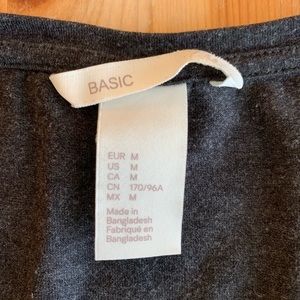 BASIC
EUR M
US M
CA M
CN 170/96A
MX M
Made in
Bangladesh
Fabriqué en
Bangladesh